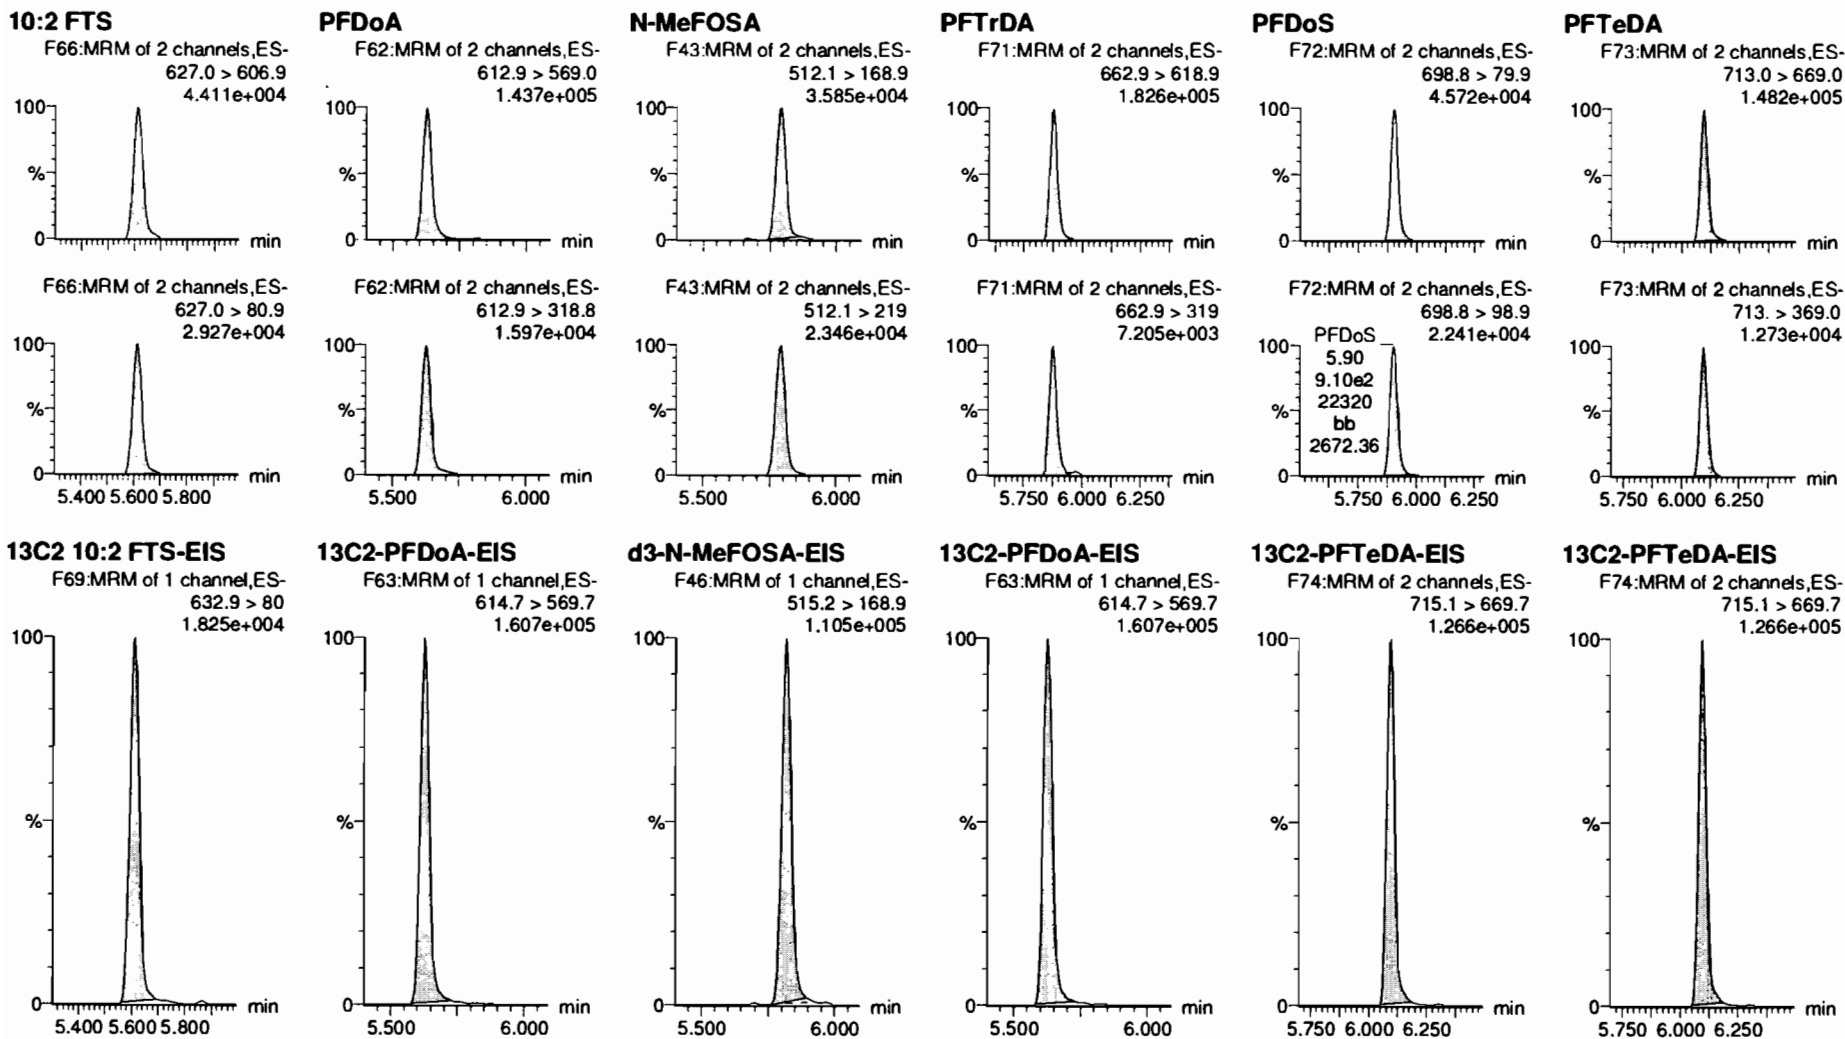 10:2 FTS
F66:MRM of 2 channels,ES-
627.0 > 606.9
4.411e+004
100
%
0
min
PFDoA
F62:MRM of 2 channels,ES-
612.9 > 569.0
1.437e+005
100
%
0
min
N-MeFOSA
F43:MRM of 2 channels,ES-
512.1 > 168.9
3.585e+004
100
%
0
min
PFTrDA
F71:MRM of 2 channels,ES-
662.9 > 618.9
1.826e+005
100
%
0
min
PFDoS
F72:MRM of 2 channels,ES-
698.8 > 79.9
4.572e+004
100
%
0
min
PFTeDA
F73:MRM of 2 channels,ES-
713.0 > 669.0
1.482e+005
100
%
0
min
F66:MRM of 2 channels,ES-
627.0 > 80.9
2.927e+004
100
%
0
min
5.400 5.600 5.800
F62:MRM of 2 channels,ES-
612.9 > 318.8
1.597e+004
100
%
0
min
5.500 6.000
F43:MRM of 2 channels,ES-
512.1 > 219
2.346e+004
100
%
0
min
5.500 6.000
F71:MRM of 2 channels,ES-
662.9 > 319
7.205e+003
100
%
0
min
5.750 6.000 6.250
F72:MRM of 2 channels,ES-
698.8 > 98.9
2.241e+004
PFDoS
5.90
9.10e2
22320
bb
2672.36
100
%
0
min
5.750 6.000 6.250
F73:MRM of 2 channels,ES-
713. > 369.0
1.273e+004
100
%
0
min
5.750 6.000 6.250
13C2 10:2 FTS-EIS
F69:MRM of 1 channel,ES-
632.9 > 80
1.825e+004
100
%
0
min
5.400 5.600 5.800
13C2-PFDoA-EIS
F63:MRM of 1 channel,ES-
614.7 > 569.7
1.607e+005
100
%
0
min
5.500 6.000
d3-N-MeFOSA-EIS
F46:MRM of 1 channel,ES-
515.2 > 168.9
1.105e+005
100
%
0
min
5.500 6.000
13C2-PFDoA-EIS
F63:MRM of 1 channel,ES-
614.7 > 569.7
1.607e+005
100
%
0
min
5.500 6.000
13C2-PFTeDA-EIS
F74:MRM of 2 channels,ES-
715.1 > 669.7
1.266e+005
100
%
0
min
5.750 6.000 6.250
13C2-PFTeDA-EIS
F74:MRM of 2 channels,ES-
715.1 > 669.7
1.266e+005
100
%
0
min
5.750 6.000 6.250